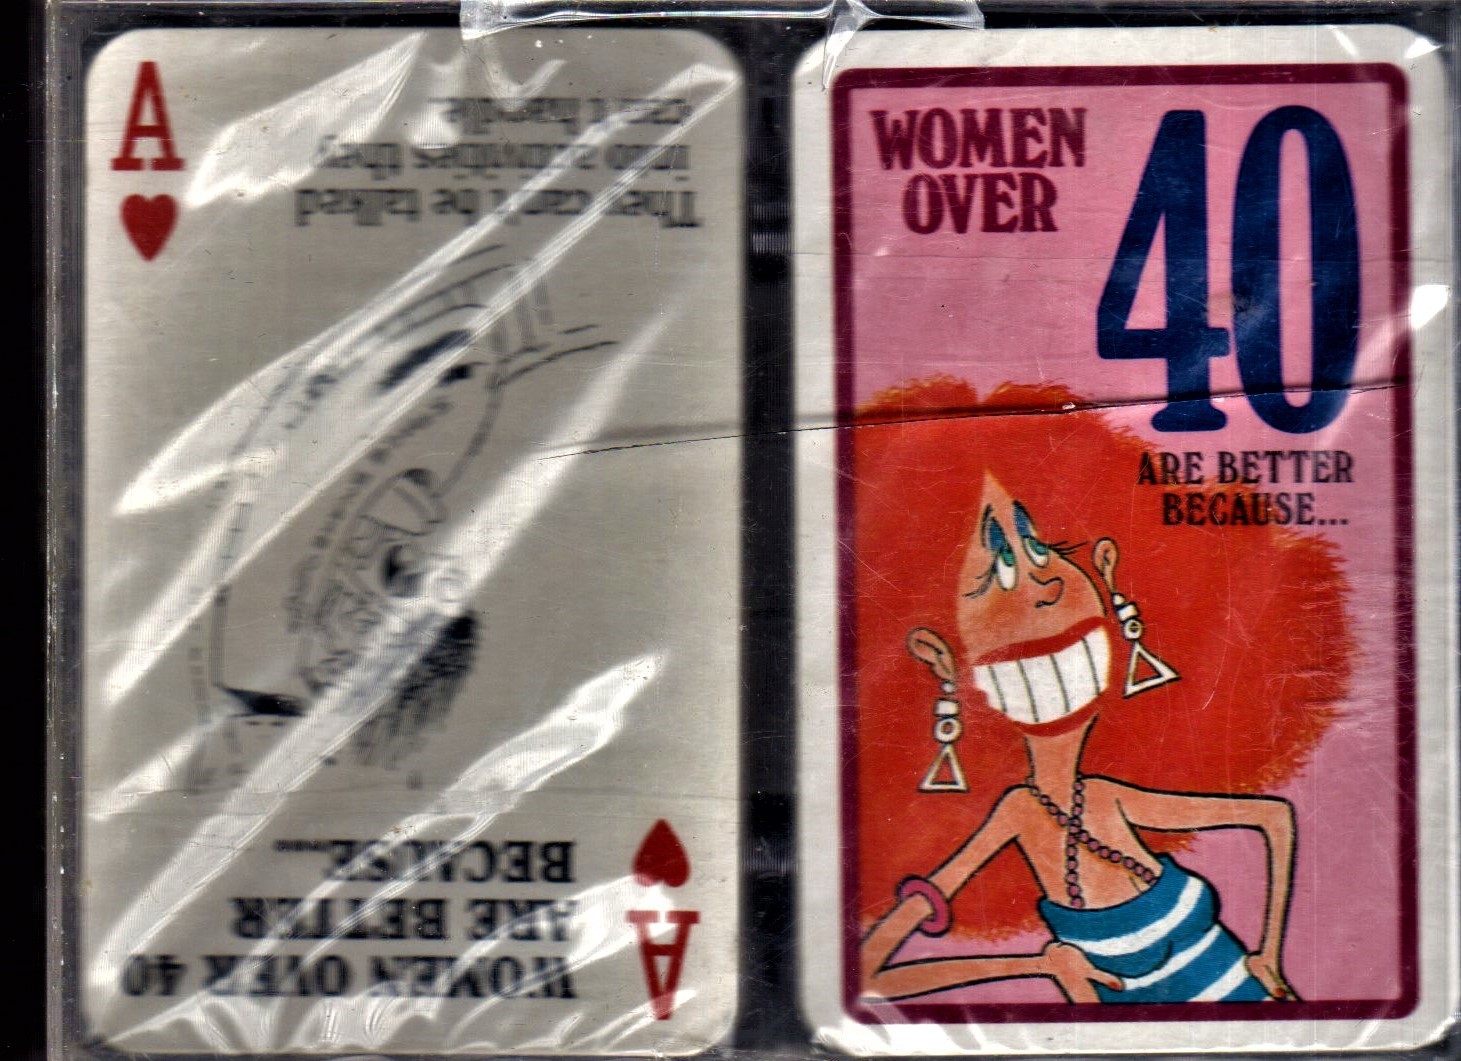 A
WOMEN OVER 40
ARE BETTER
BECAUSE...
They can't be talked
into activities they
can't handle.
A
WOMEN
OVER
40
ARE BETTER
BECAUSE...